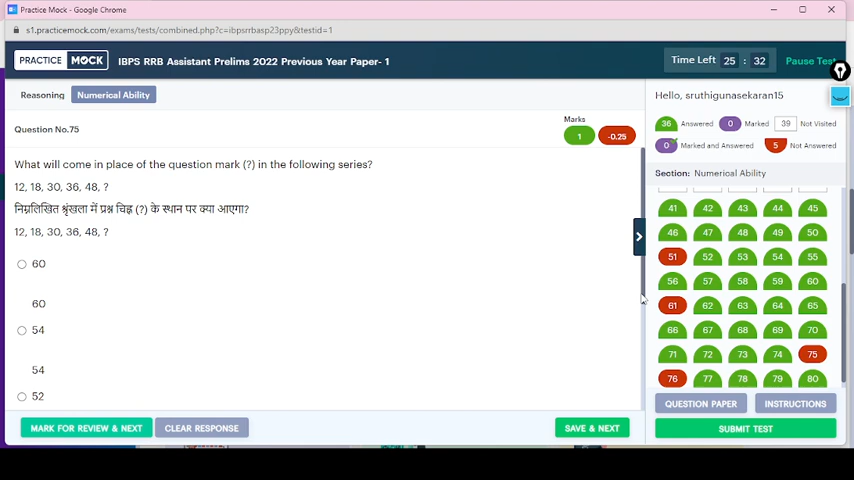 Practice Mock - Google Chrome
s1.practicemock.com/exams/tests/combined.php?c=ibpsrrbasp23ppy&testid=1
PRACTICE MOCK IBPS RRB Assistant Prelims 2022 Previous Year Paper- 1
Time Left 25 : 32 Pause Test
Reasoning Numerical Ability
Hello, sruthigunasekaran15
Question No.75
Marks
1 -0.25
36 Answered 0 Marked 39 Not Visited
0 Marked and Answered 5 Not Answered
Section: Numerical Ability
What will come in place of the question mark (?) in the following series?
12, 18, 30, 36, 48, ?
निम्नलिखित श्रृंखला में प्रश्न चिह्न (?) के स्थान पर क्या आएगा?
12, 18, 30, 36, 48, ?
60
60
54
54
52
41 42 43 44 45
46 47 48 49 50
51 52 53 54 55
56 57 58 59 60
61 62 63 64 65
66 67 68 69 70
71 72 73 74 75
76 77 78 79 80
QUESTION PAPER INSTRUCTIONS
MARK FOR REVIEW & NEXT CLEAR RESPONSE SAVE & NEXT
SUBMIT TEST